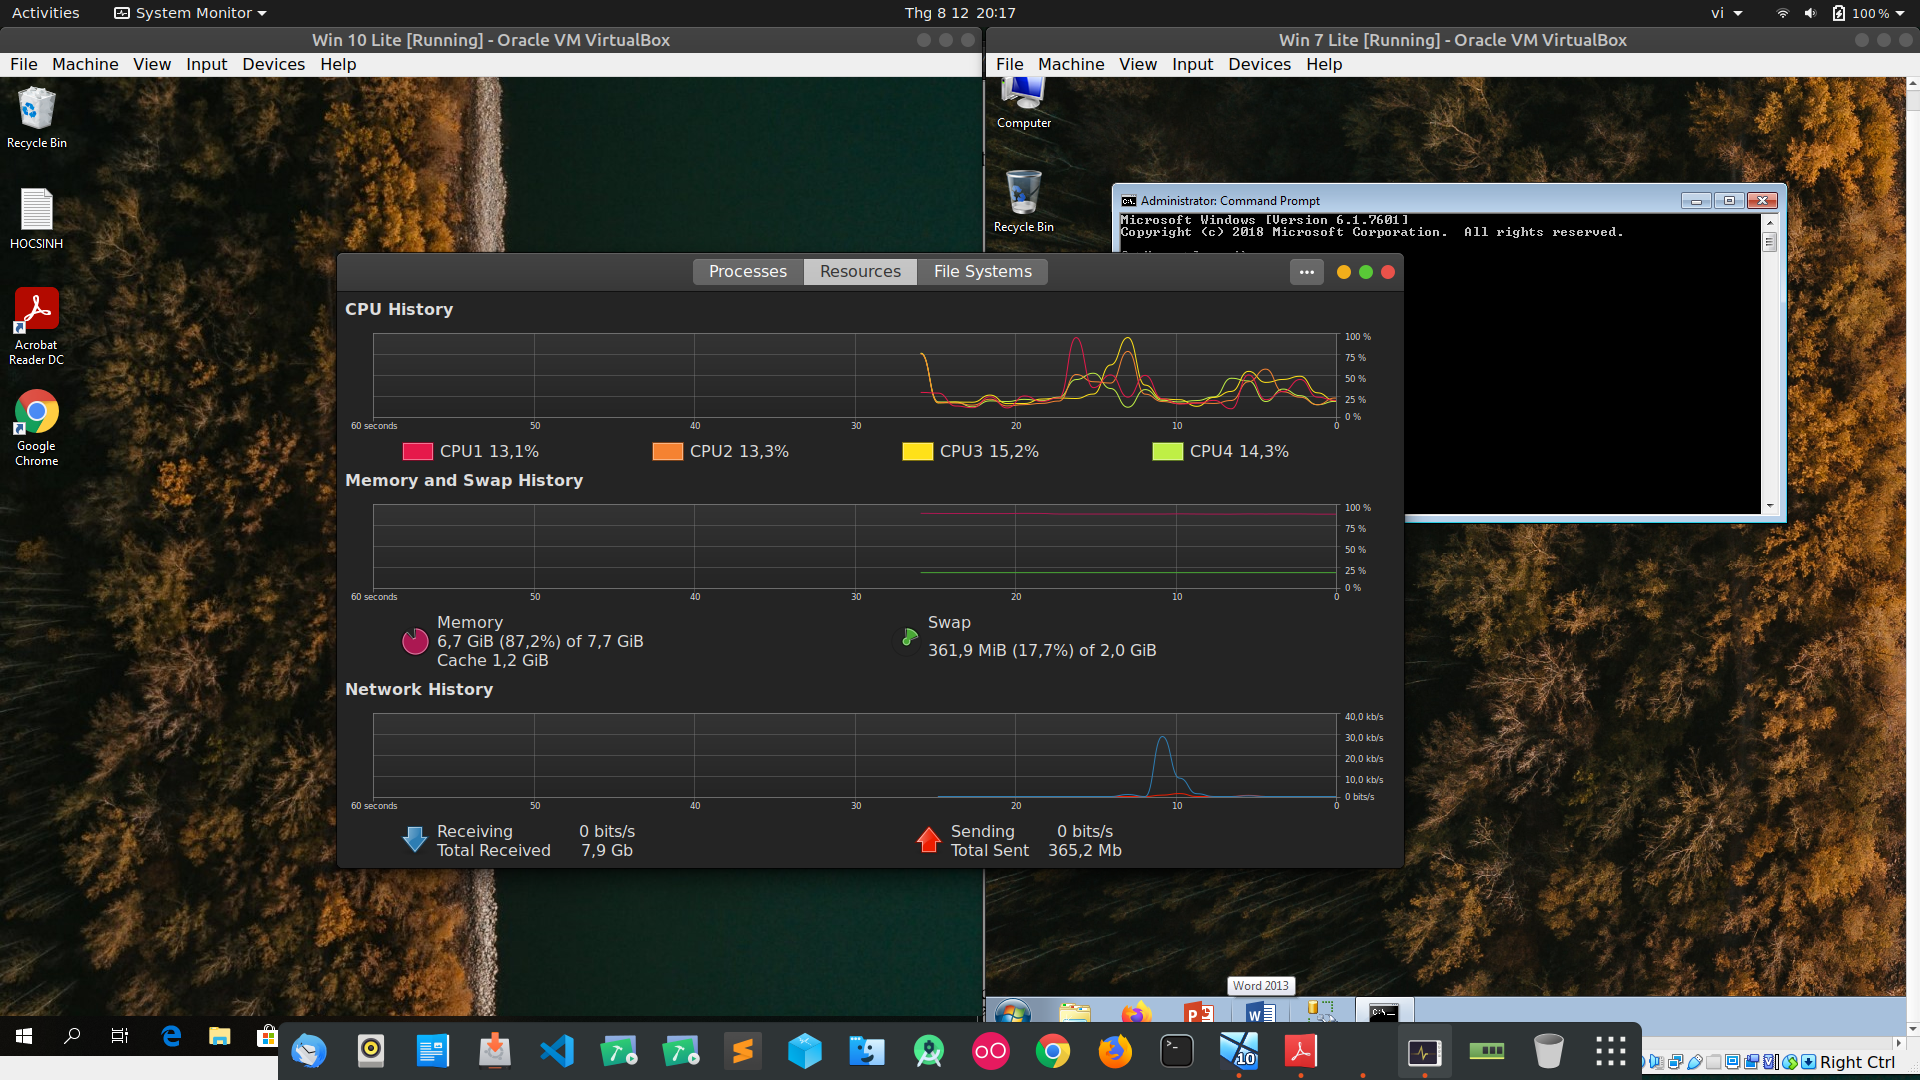 Activities
System Monitor
Thg 8 12 20:17
vi
100 %
Win 10 Lite [Running] - Oracle VM VirtualBox
File Machine View Input Devices Help
Recycle Bin
HOCSINH
Acrobat
Reader DC
Google
Chrome
Win 7 Lite [Running] - Oracle VM VirtualBox
File Machine View Input Devices Help
Computer
Recycle Bin
Administrator: Command Prompt
Microsoft Windows [Version 6.1.7601]
Copyright (c) 2018 Microsoft Corporation. All rights reserved.
Processes
Resources
File Systems
CPU History
100 %
75 %
50 %
25 %
0 %
60 seconds 50 40 30 20 10 0
CPU1 13,1%
CPU2 13,3%
CPU3 15,2%
CPU4 14,3%
Memory and Swap History
100 %
75 %
50 %
25 %
0 %
60 seconds 50 40 30 20 10 0
Memory
6,7 GiB (87,2%) of 7,7 GiB
Cache 1,2 GiB
Swap
361,9 MiB (17,7%) of 2,0 GiB
Network History
40,0 kb/s
30,0 kb/s
20,0 kb/s
10,0 kb/s
0 bits/s
60 seconds 50 40 30 20 10 0
Receiving 0 bits/s
Total Received 7,9 Gb
Sending 0 bits/s
Total Sent 365,2 Mb
Word 2013
10
Right Ctrl